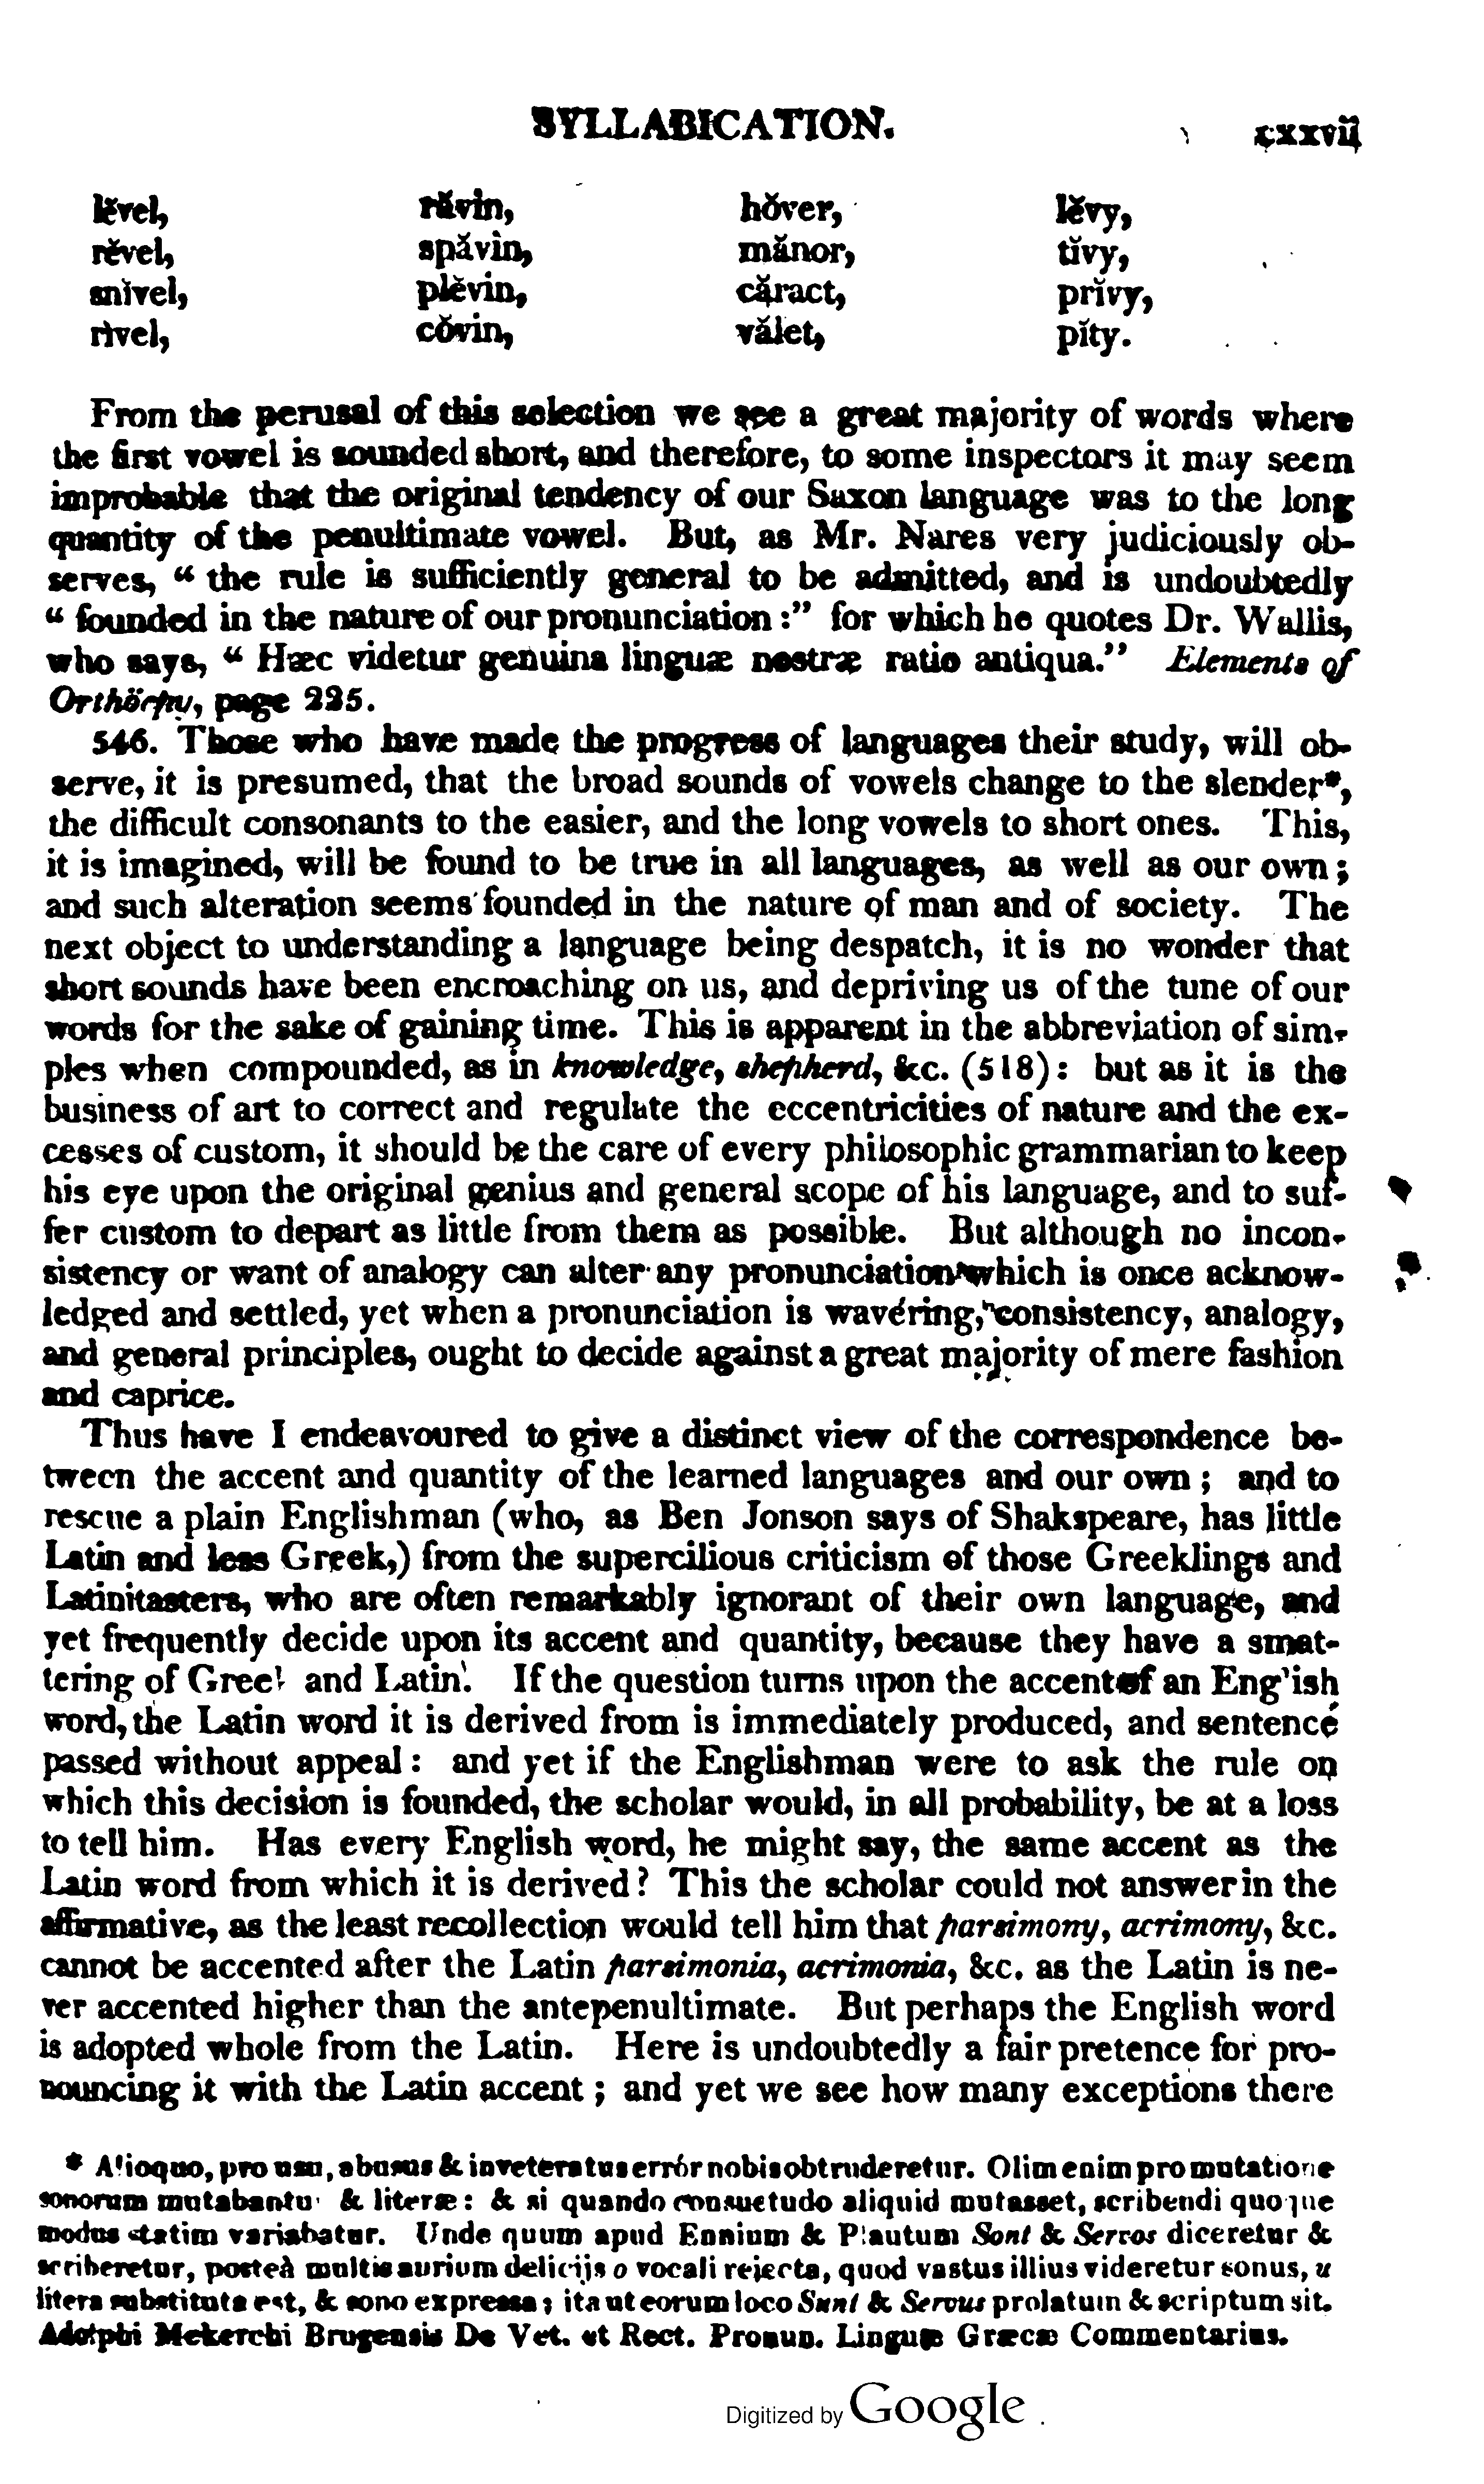 SYLLABICATION. cxxvii
lĕvel, răvin, hŏver, lĕvy,
rĕvel, spăvin, mănor, tĭvy,
snĭvel, plĕvin, căract, prĭvy,
rĭvel, cŏvin, vălet, pĭty.
From the perusal of this selection we see a great majority of words where
the first vowel is sounded short, and therefore, to some inspectors it may seem
improbable that the original tendency of our Saxon language was to the long
quantity of the penultimate vowel. But, as Mr. Nares very judiciously ob-
serves, “ the rule is sufficiently general to be admitted, and is undoubtedly
“ founded in the nature of our pronunciation :” for which he quotes Dr. Wallis,
who says, “ Hæc videtur genuina linguæ nostræ ratio antiqua.” Elements of
Orthöepy, page 225.
546. Those who have made the progress of languages their study, will ob-
serve, it is presumed, that the broad sounds of vowels change to the slender*,
the difficult consonants to the easier, and the long vowels to short ones. This,
it is imagined, will be found to be true in all languages, as well as our own ;
and such alteration seems founded in the nature of man and of society. The
next object to understanding a language being despatch, it is no wonder that
short sounds have been encroaching on us, and depriving us of the tune of our
words for the sake of gaining time. This is apparent in the abbreviation of sim-
ples when compounded, as in knowledge, shepherd, &c. (518) : but as it is the
business of art to correct and regulate the eccentricities of nature and the ex-
cesses of custom, it should be the care of every philosophic grammarian to keep
his eye upon the original genius and general scope of his language, and to suf-
fer custom to depart as little from them as possible. But although no incon-
sistency or want of analogy can alter any pronunciation which is once acknow-
ledged and settled, yet when a pronunciation is wavering, consistency, analogy,
and general principles, ought to decide against a great majority of mere fashion
and caprice.
Thus have I endeavoured to give a distinct view of the correspondence be-
tween the accent and quantity of the learned languages and our own ; and to
rescue a plain Englishman (who, as Ben Jonson says of Shakspeare, has little
Latin and less Greek,) from the supercilious criticism of those Greeklings and
Latinitasters, who are often remarkably ignorant of their own language, and
yet frequently decide upon its accent and quantity, because they have a smat-
tering of Greek and Latin. If the question turns upon the accent of an English
word, the Latin word it is derived from is immediately produced, and sentence
passed without appeal : and yet if the Englishman were to ask the rule on
which this decision is founded, the scholar would, in all probability, be at a loss
to tell him. Has every English word, he might say, the same accent as the
Latin word from which it is derived ? This the scholar could not answer in the
affirmative, as the least recollection would tell him that parsimony, acrimony, &c.
cannot be accented after the Latin parsimonia, acrimonia, &c. as the Latin is ne-
ver accented higher than the antepenultimate. But perhaps the English word
is adopted whole from the Latin. Here is undoubtedly a fair pretence for pro-
nouncing it with the Latin accent ; and yet we see how many exceptions there
* Alioquo, pro usu, abusus & inveteratus errór nobis obtruderetur. Olim enim pro mutatione
sonorum mutabantur & literæ : & si quando consuetudo aliquid mutasset, scribendi quoque
modus statim variabatur. Unde quum apud Ennium & Plautum Sont & Servos diceretur &
scriberetur, posteà multis aurium delicijs o vocali rejecta, quod vastus illius videretur sonus, u
litera substituta est, & sono expressa ; ita ut eorum loco Sunt & Servus prolatum & scriptum sit.
Adolphi Mekerchi Brugensis De Vet. et Rect. Pronun. Linguæ Græcæ Commentarius.
Digitized by Google